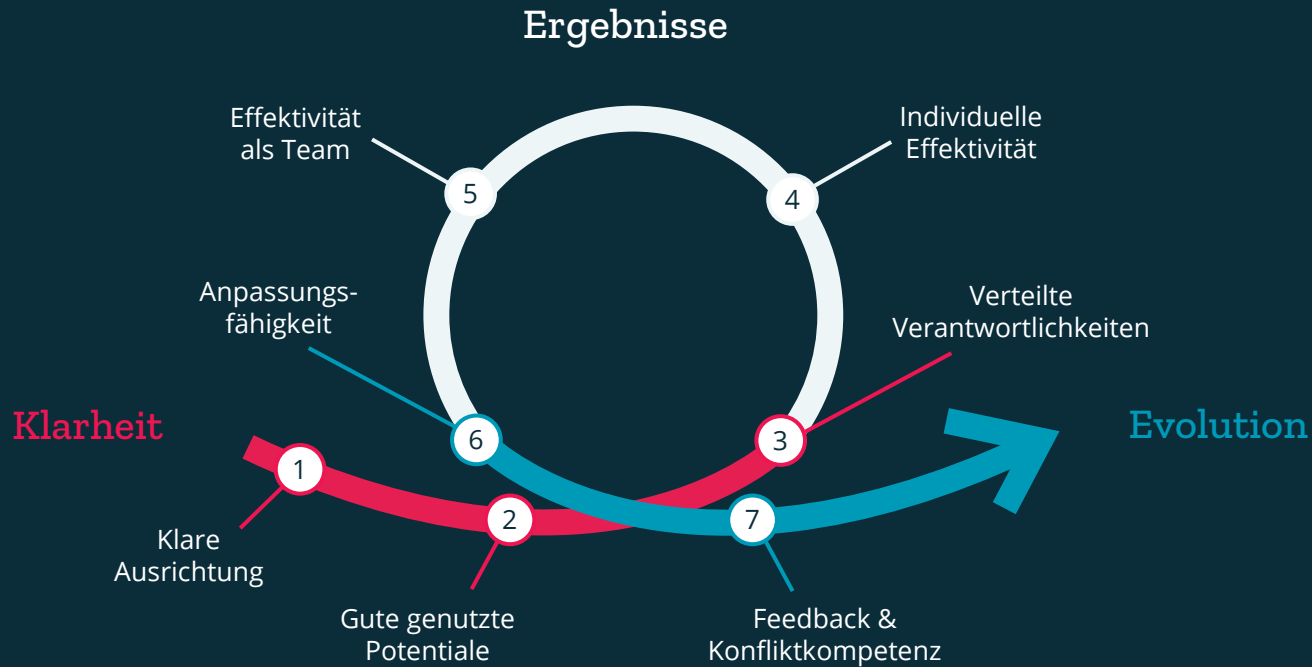 Ergebnisse
Effektivität
als Team
5
Individuelle
Effektivität
4
Anpassungs-
fähigkeit
6
Verteilte
Verantwortlichkeiten
3
Klarheit
Evolution
1
Klare
Ausrichtung
2
Gute genutzte
Potentiale
7
Feedback &
Konfliktkompetenz